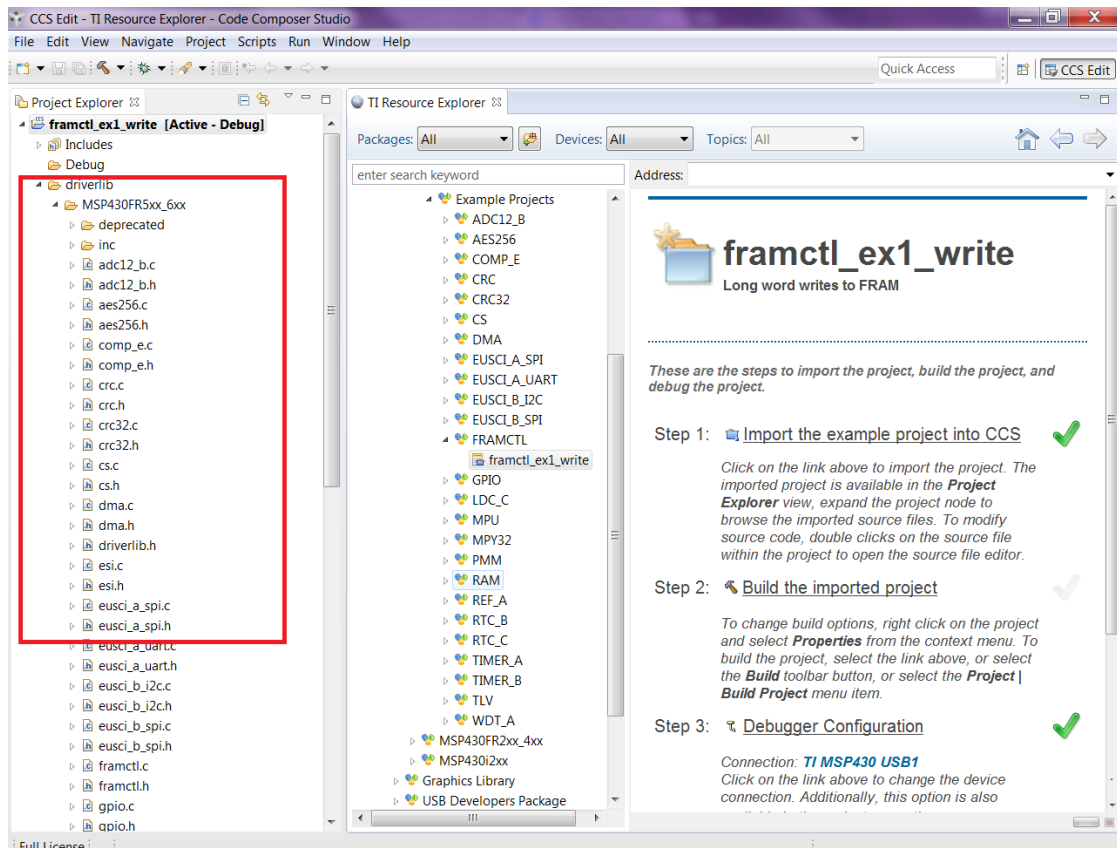 CCS Edit - TI Resource Explorer - Code Composer Studio
File Edit View Navigate Project Scripts Run Window Help
Quick Access
CCS Edit
Project Explorer
framctl_ex1_write [Active - Debug]
Includes
Debug
driverlib
MSP430FR5xx_6xx
deprecated
inc
adc12_b.c
adc12_b.h
aes256.c
aes256.h
comp_e.c
comp_e.h
crc.c
crc.h
crc32.c
crc32.h
cs.c
cs.h
dma.c
dma.h
driverlib.h
esi.c
esi.h
eusci_a_spi.c
eusci_a_spi.h
eusci_a_uart.c
eusci_a_uart.h
eusci_b_i2c.c
eusci_b_i2c.h
eusci_b_spi.c
eusci_b_spi.h
framctl.c
framctl.h
gpio.c
gpio.h
TI Resource Explorer
Packages: All Devices: All Topics: All
enter search keyword
Address:
Example Projects
ADC12_B
AES256
COMP_E
CRC
CRC32
CS
DMA
EUSCI_A_SPI
EUSCI_A_UART
EUSCI_B_I2C
EUSCI_B_SPI
FRAMCTL
framctl_ex1_write
GPIO
LDC_C
MPU
MPY32
PMM
RAM
REF_A
RTC_B
RTC_C
TIMER_A
TIMER_B
TLV
WDT_A
MSP430FR2xx_4xx
MSP430i2xx
Graphics Library
USB Developers Package
framctl_ex1_write
Long word writes to FRAM
These are the steps to import the project, build the project, and
debug the project.
Step 1: Import the example project into CCS
Click on the link above to import the project. The
imported project is available in the Project
Explorer view, expand the project node to
browse the imported source files. To modify
source code, double clicks on the source file
within the project to open the source file editor.
Step 2: Build the imported project
To change build options, right click on the project
and select Properties from the context menu. To
build the project, select the link above, or select
the Build toolbar button, or select the Project |
Build Project menu item.
Step 3: Debugger Configuration
Connection: TI MSP430 USB1
Click on the link above to change the device
connection. Additionally, this option is also
Full License